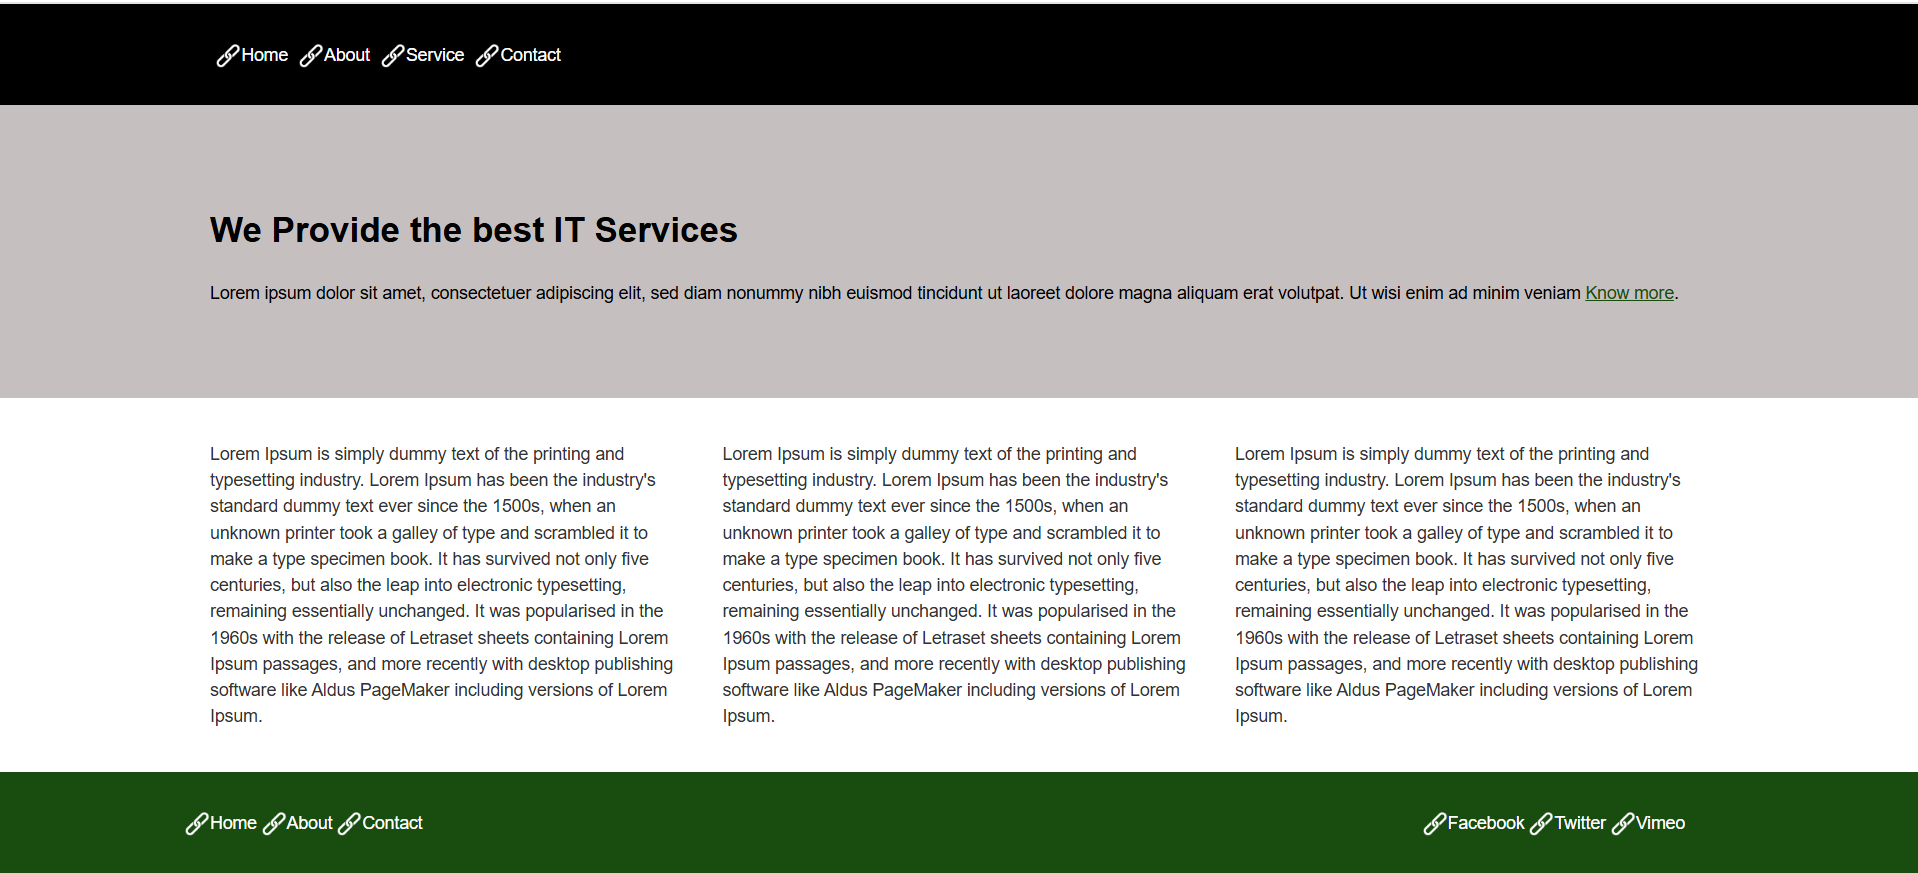 Home About Service Contact
We Provide the best IT Services
Lorem ipsum dolor sit amet, consectetuer adipiscing elit, sed diam nonummy nibh euismod tincidunt ut laoreet dolore magna aliquam erat volutpat. Ut wisi enim ad minim veniam Know more.
Lorem Ipsum is simply dummy text of the printing and
typesetting industry. Lorem Ipsum has been the industry's
standard dummy text ever since the 1500s, when an
unknown printer took a galley of type and scrambled it to
make a type specimen book. It has survived not only five
centuries, but also the leap into electronic typesetting,
remaining essentially unchanged. It was popularised in the
1960s with the release of Letraset sheets containing Lorem
Ipsum passages, and more recently with desktop publishing
software like Aldus PageMaker including versions of Lorem
Ipsum.
Lorem Ipsum is simply dummy text of the printing and
typesetting industry. Lorem Ipsum has been the industry's
standard dummy text ever since the 1500s, when an
unknown printer took a galley of type and scrambled it to
make a type specimen book. It has survived not only five
centuries, but also the leap into electronic typesetting,
remaining essentially unchanged. It was popularised in the
1960s with the release of Letraset sheets containing Lorem
Ipsum passages, and more recently with desktop publishing
software like Aldus PageMaker including versions of Lorem
Ipsum.
Lorem Ipsum is simply dummy text of the printing and
typesetting industry. Lorem Ipsum has been the industry's
standard dummy text ever since the 1500s, when an
unknown printer took a galley of type and scrambled it to
make a type specimen book. It has survived not only five
centuries, but also the leap into electronic typesetting,
remaining essentially unchanged. It was popularised in the
1960s with the release of Letraset sheets containing Lorem
Ipsum passages, and more recently with desktop publishing
software like Aldus PageMaker including versions of Lorem
Ipsum.
Home About Contact
Facebook Twitter Vimeo